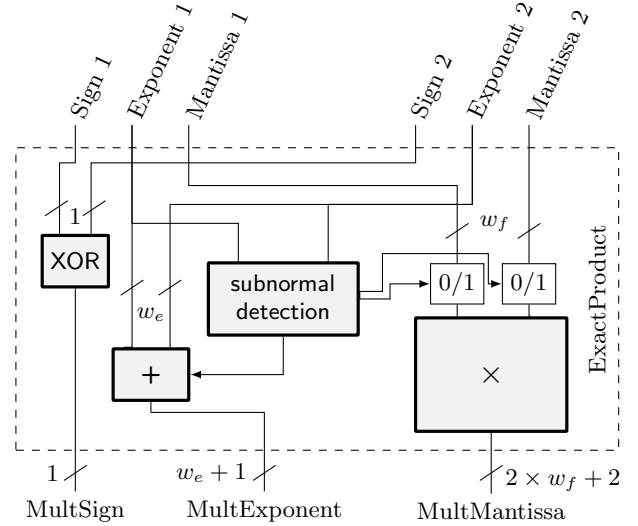 Sign 1
Exponent 1
Mantissa 1
Sign 2
Exponent 2
Mantissa 2
1
w_f
XOR
subnormal
detection
0/1
0/1
ExactProduct
w_e
+
×
1
w_e + 1
2 × w_f + 2
MultSign
MultExponent
MultMantissa